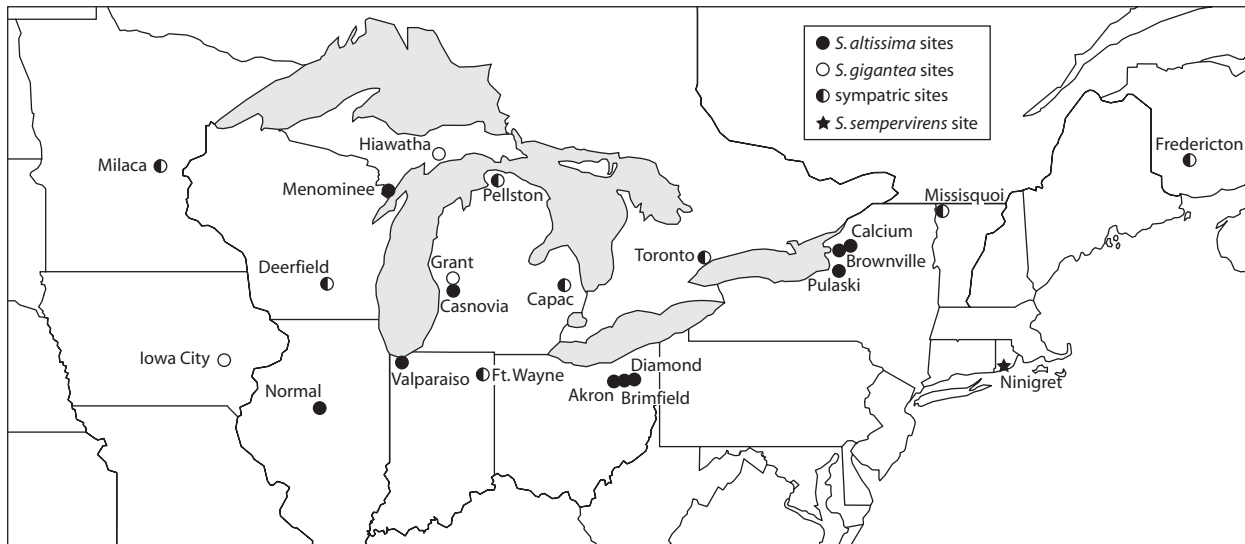 S. altissima sites
S. gigantea sites
sympatric sites
S. sempervirens site
Hiawatha
Fredericton
Milaca
Menominee
Pellston
Missisquoi
Calcium
Toronto
Brownville
Deerfield
Grant
Pulaski
Casnovia
Capac
Iowa City
Diamond
Valparaiso
Ft. Wayne
Ninigret
Normal
Akron
Brimfield